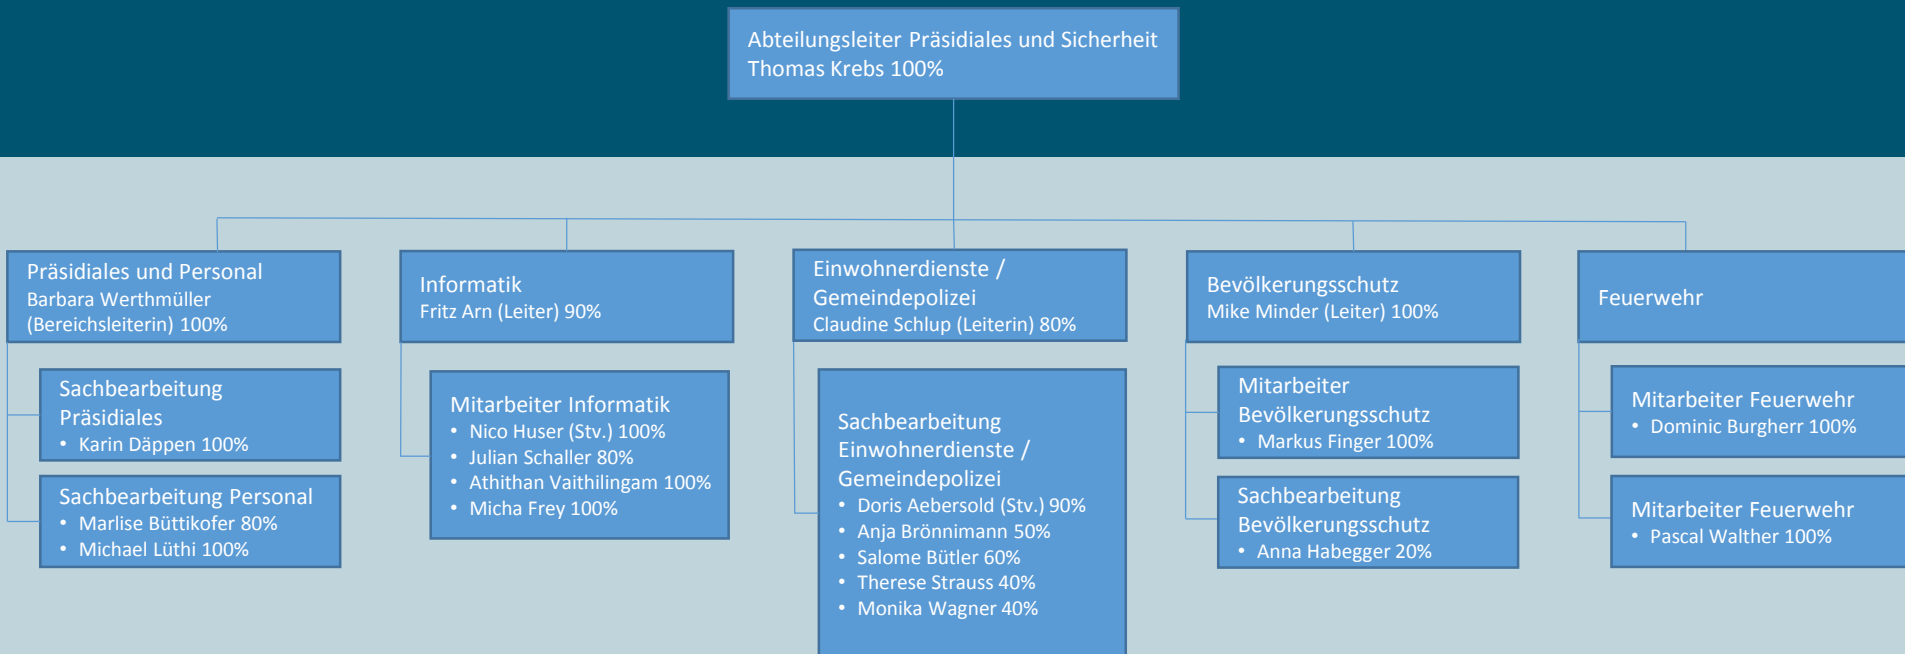 Abteilungsleiter Präsidiales und Sicherheit
Thomas Krebs 100%
Präsidiales und Personal
Barbara Werthmüller
(Bereichsleiterin) 100%
Sachbearbeitung
Präsidiales
• Karin Däppen 100%
Sachbearbeitung Personal
• Marlise Büttikofer 80%
• Michael Lüthi 100%
Informatik
Fritz Arn (Leiter) 90%
Mitarbeiter Informatik
• Nico Huser (Stv.) 100%
• Julian Schaller 80%
• Athithan Vaithilingam 100%
• Micha Frey 100%
Einwohnerdienste /
Gemeindepolizei
Claudine Schlup (Leiterin) 80%
Sachbearbeitung
Einwohnerdienste /
Gemeindepolizei
• Doris Aebersold (Stv.) 90%
• Anja Brönnimann 50%
• Salome Bütler 60%
• Therese Strauss 40%
• Monika Wagner 40%
Bevölkerungsschutz
Mike Minder (Leiter) 100%
Mitarbeiter
Bevölkerungsschutz
• Markus Finger 100%
Sachbearbeitung
Bevölkerungsschutz
• Anna Habegger 20%
Feuerwehr
Mitarbeiter Feuerwehr
• Dominic Burgherr 100%
Mitarbeiter Feuerwehr
• Pascal Walther 100%